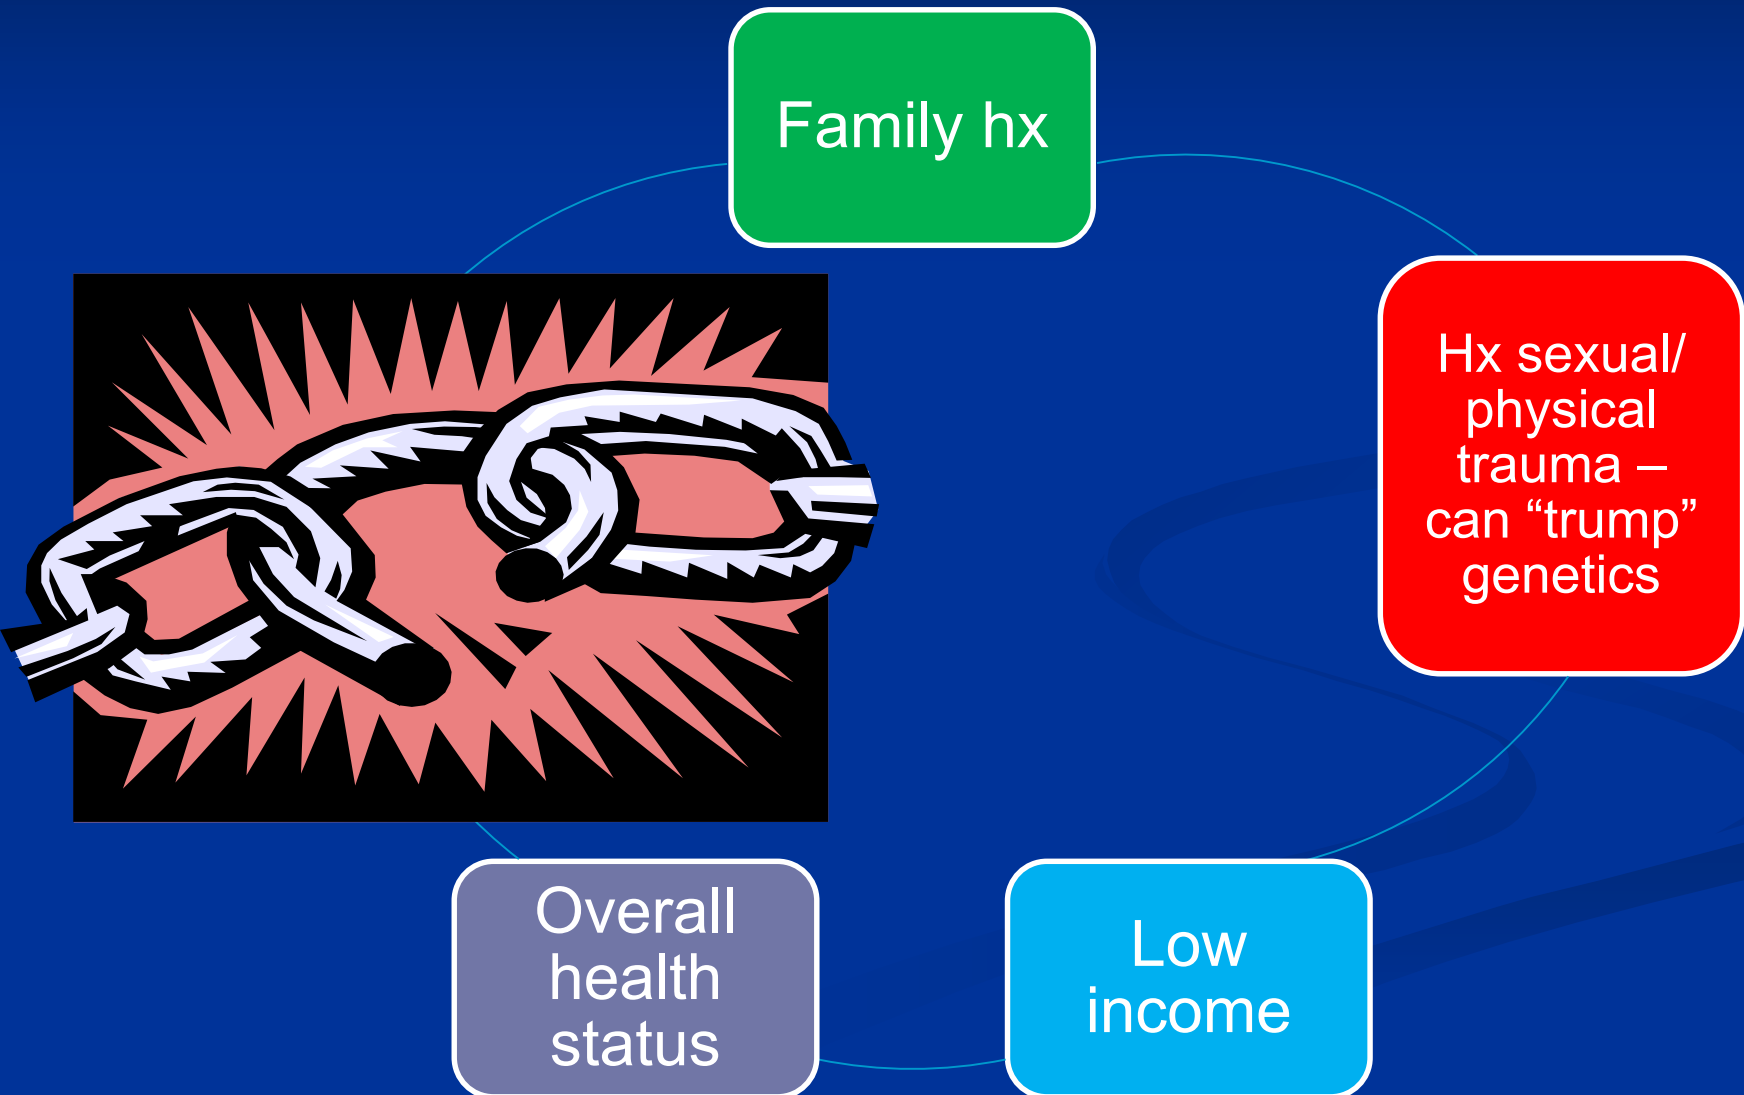 Family hx
Hx sexual/
physical
trauma –
can “trump”
genetics
Low
income
Overall
health
status